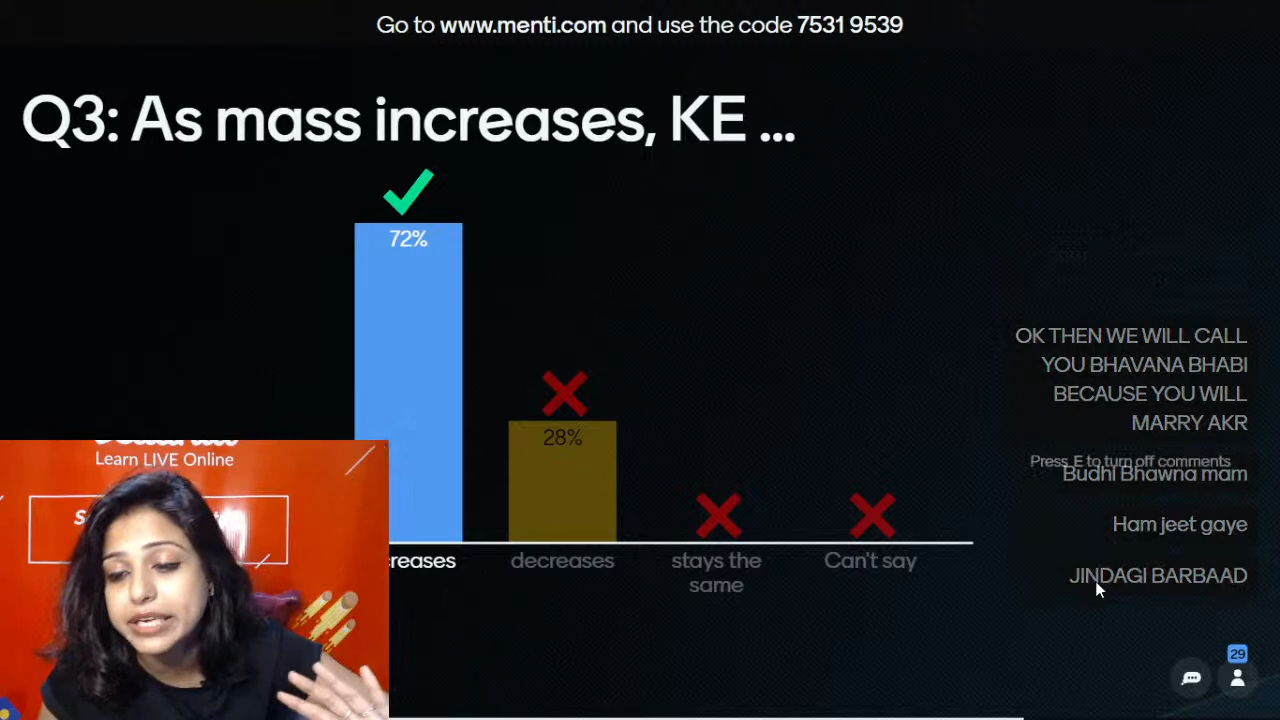 Go to www.menti.com and use the code 7531 9539
Q3: As mass increases, KE ...
72%
28%
creases
decreases
stays the
same
Can't say
OK THEN WE WILL CALL
YOU BHAVANA BHABI
BECAUSE YOU WILL
MARRY AKR
Press E to turn off comments
Budhi Bhawna mam
Ham jeet gaye
JINDAGI BARBAAD
29
Learn LIVE Online